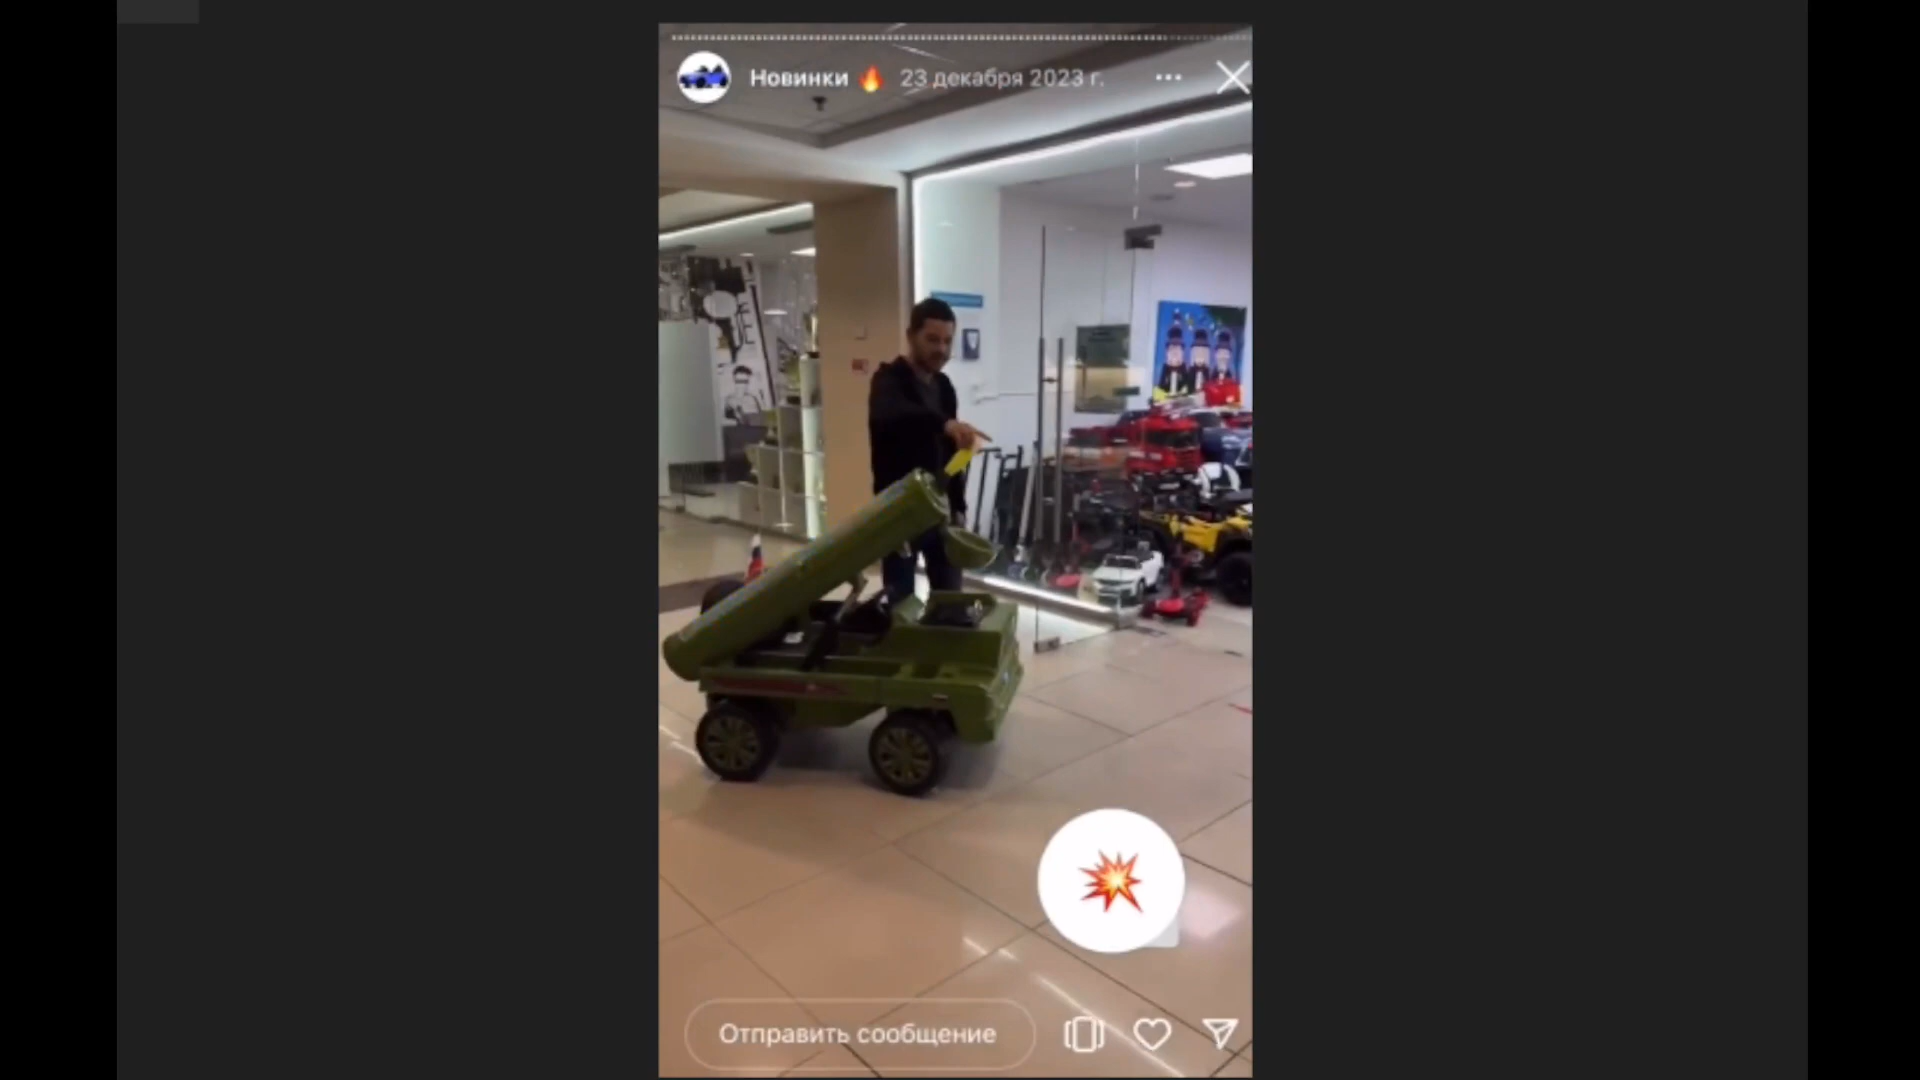 Новинки 🔥 23 декабря 2023 г.
Отправить сообщение